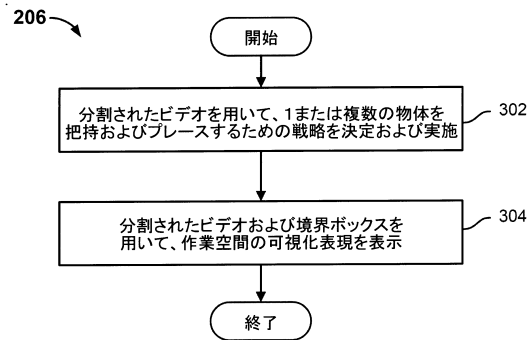 206
開始
分割されたビデオを用いて、1または複数の物体を
把持およびプレースするための戦略を決定および実施
302
分割されたビデオおよび境界ボックスを
用いて、作業空間の可視化表現を表示
304
終了